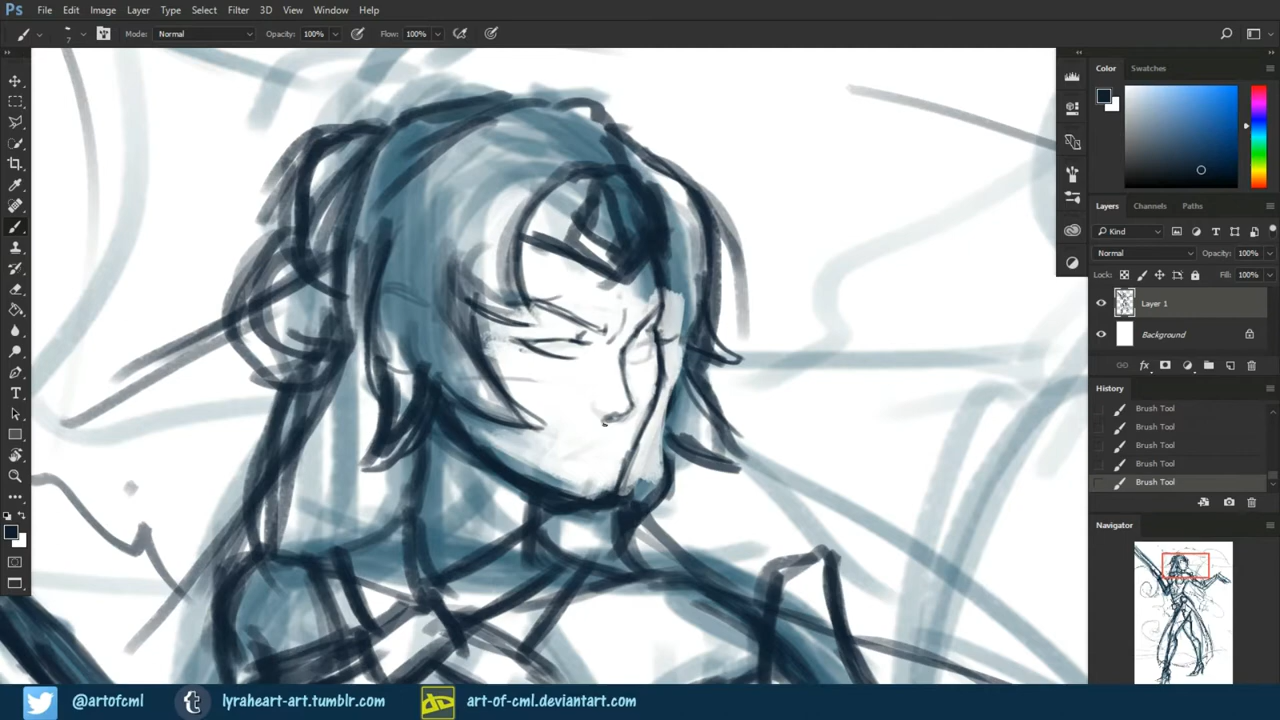 Ps File Edit Image Layer Type Select Filter 3D View Window Help
7 Mode: Normal Opacity: 100% Flow: 100%
Color Swatches
Layers Channels Paths
Kind
Normal Opacity: 100%
Lock: Fill: 100%
Layer 1
Background
fx
History
Brush Tool
Brush Tool
Brush Tool
Brush Tool
Brush Tool
Navigator
@artofcml t lyraheart-art.tumblr.com art-of-cml.deviantart.com